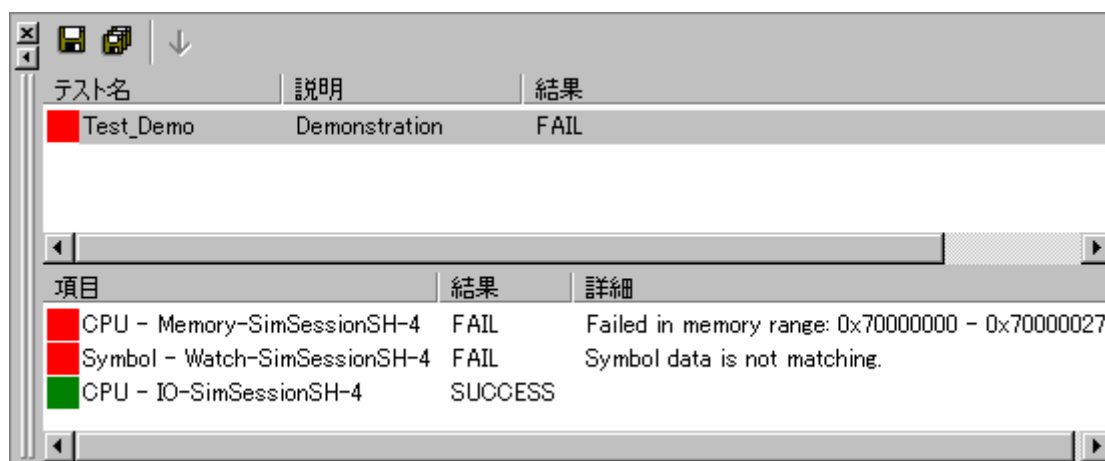 テスト名 説明 結果
Test_Demo Demonstration FAIL
項目 結果 詳細
CPU - Memory-SimSessionSH-4 FAIL Failed in memory range: 0x70000000 - 0x70000027
Symbol - Watch-SimSessionSH-4 FAIL Symbol data is not matching.
CPU - IO-SimSessionSH-4 SUCCESS